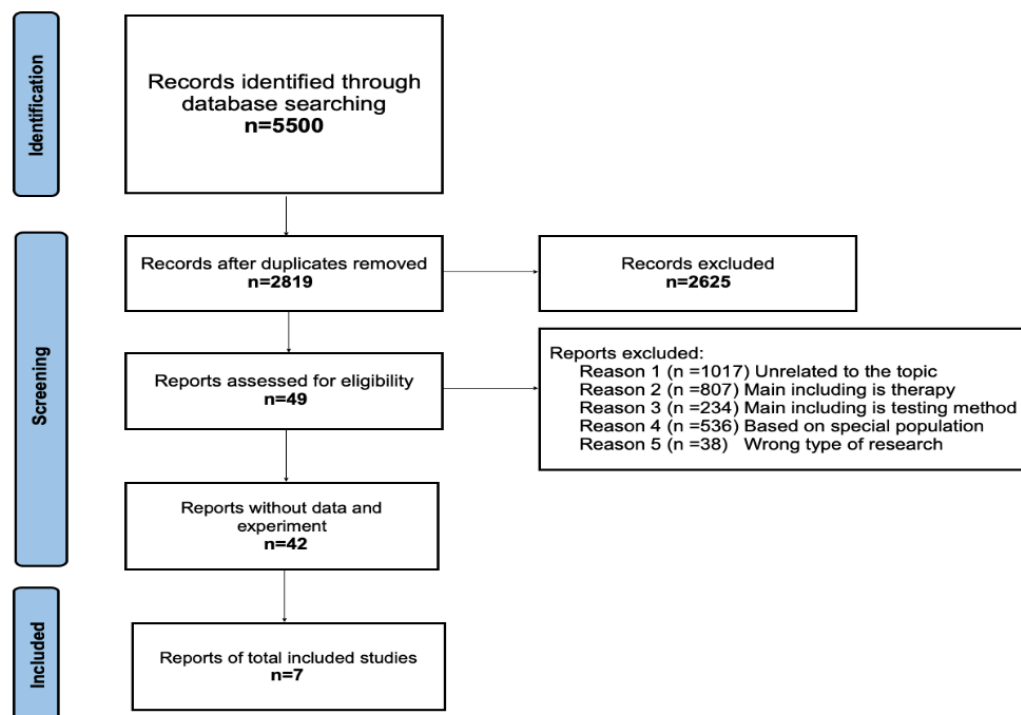 Identification
Records identified through
database searching
n=5500
Screening
Records after duplicates removed
n=2819
Records excluded
n=2625
Reports assessed for eligibility
n=49
Reports excluded:
Reason 1 (n =1017) Unrelated to the topic
Reason 2 (n =807) Main including is therapy
Reason 3 (n =234) Main including is testing method
Reason 4 (n =536) Based on special population
Reason 5 (n =38) Wrong type of research
Reports without data and
experiment
n=42
Included
Reports of total included studies
n=7